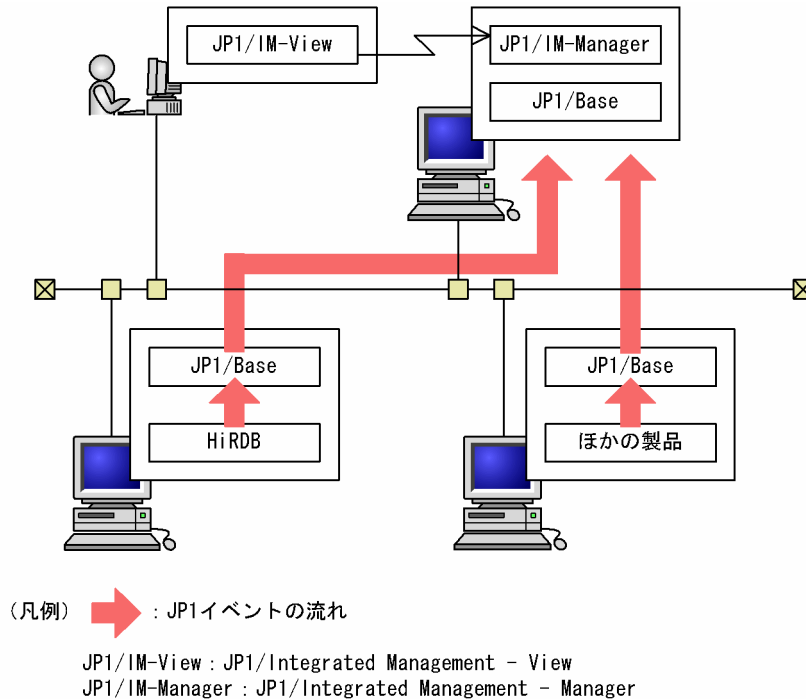 JP1/IM-View
JP1/IM-Manager
JP1/Base
JP1/Base
HiRDB
JP1/Base
ほかの製品
(凡例) : JP1イベントの流れ
JP1/IM-View : JP1/Integrated Management - View
JP1/IM-Manager : JP1/Integrated Management - Manager